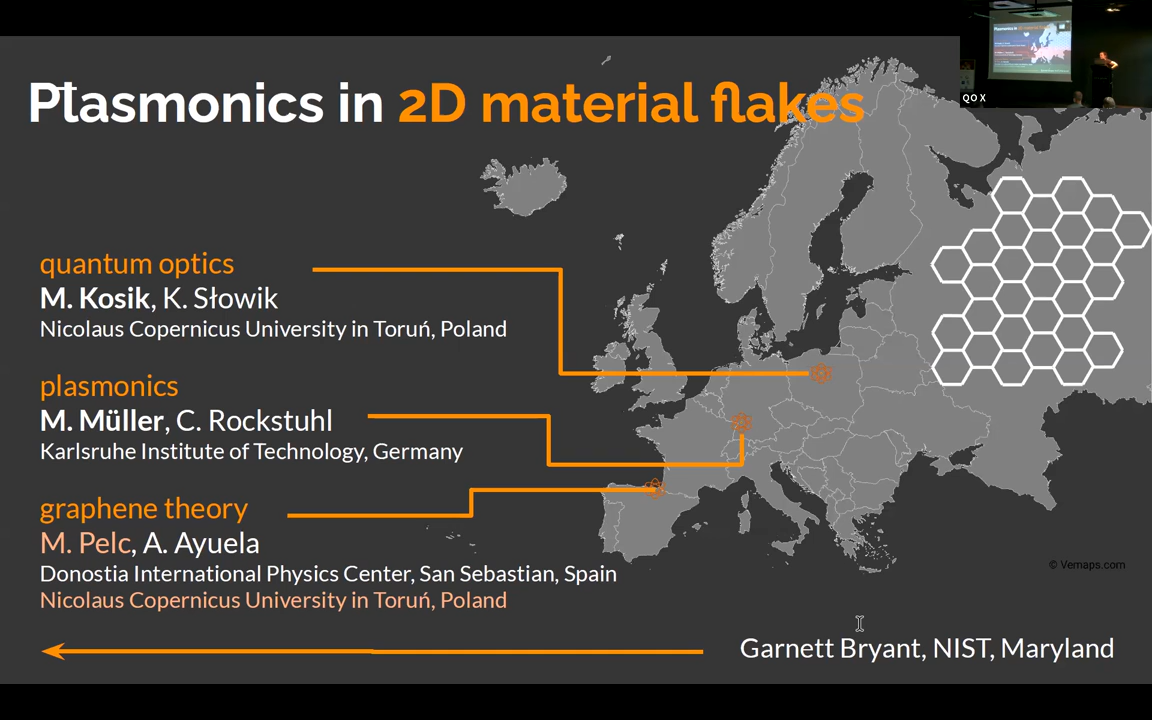 Plasmonics in 2D material flakes
QO X
quantum optics
M. Kosik, K. Słowik
Nicolaus Copernicus University in Toruń, Poland
plasmonics
M. Müller, C. Rockstuhl
Karlsruhe Institute of Technology, Germany
graphene theory
M. Pelc, A. Ayuela
Donostia International Physics Center, San Sebastian, Spain
Nicolaus Copernicus University in Toruń, Poland
© Vemaps.com
Garnett Bryant, NIST, Maryland